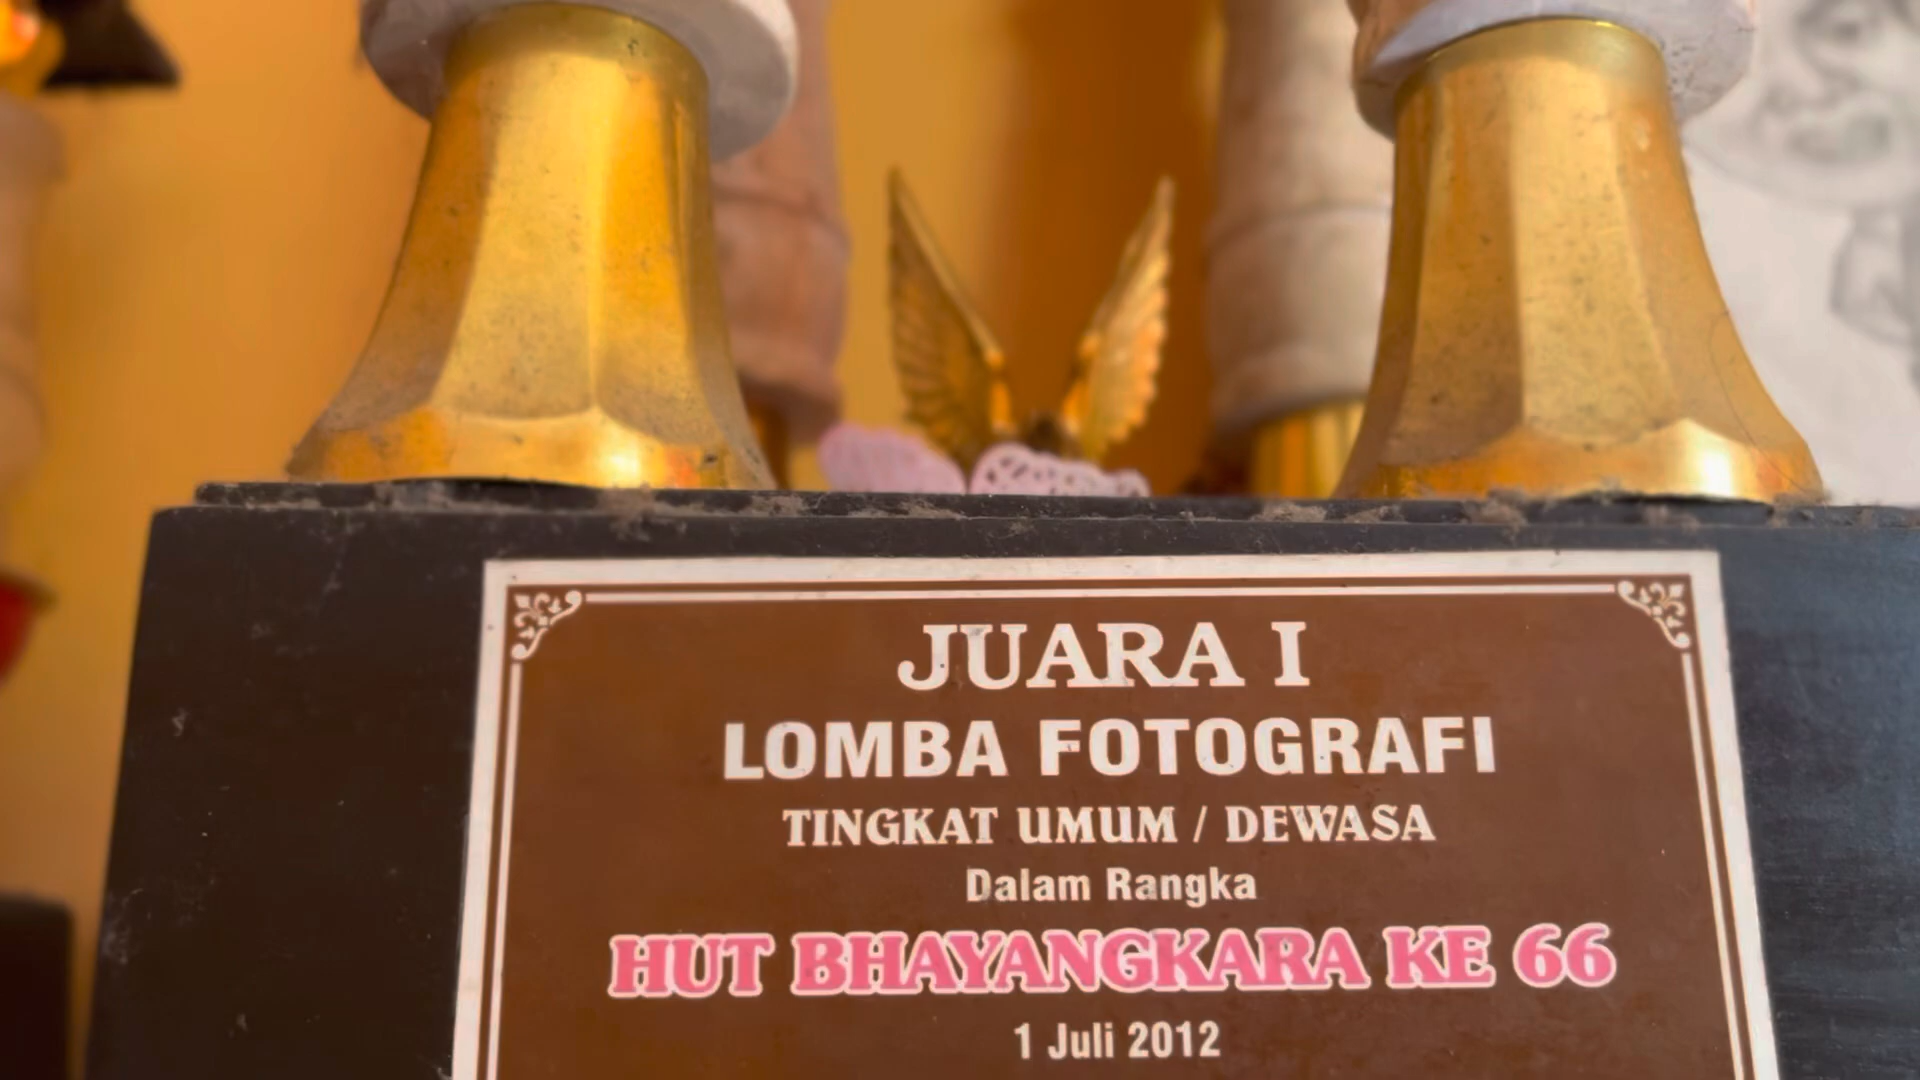 JUARA I
LOMBA FOTOGRAFI
TINGKAT UMUM / DEWASA
Dalam Rangka
HUT BHAYANGKARA KE 66
1 Juli 2012